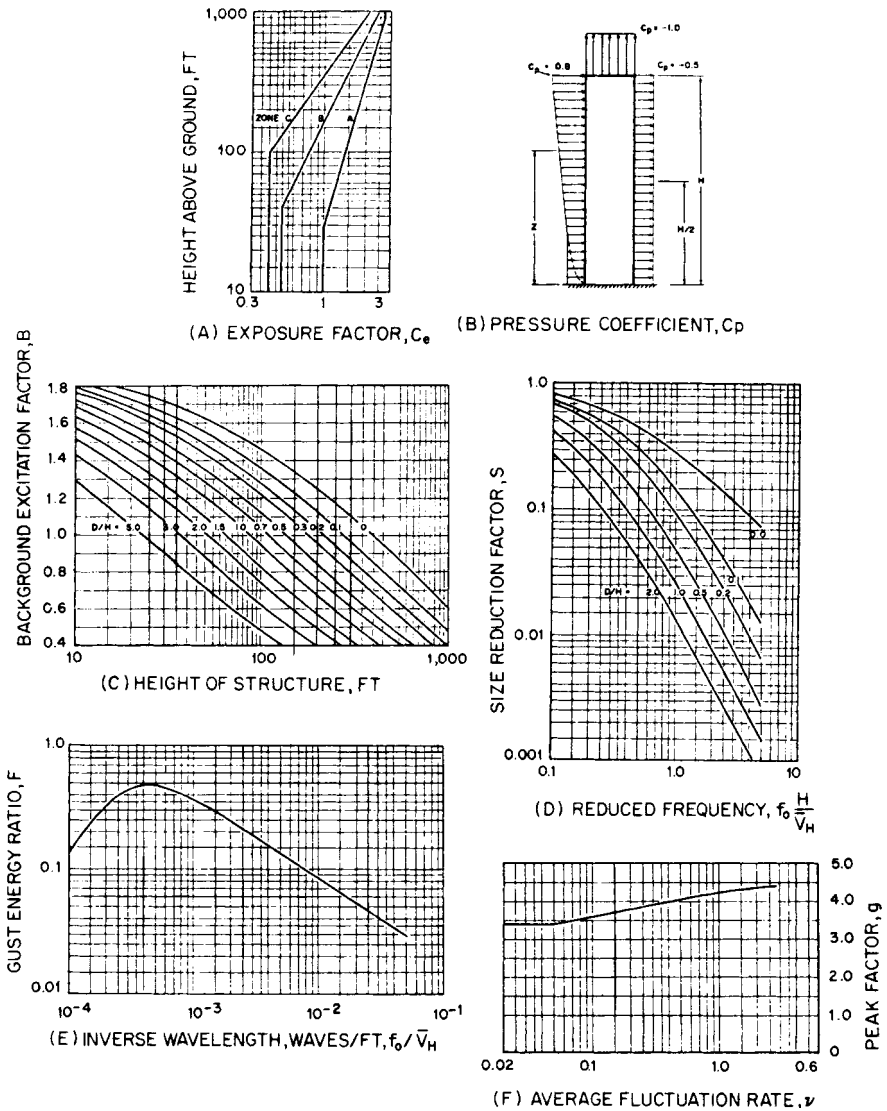 HEIGHT ABOVE GROUND, FT
1,000
100
10
ZONE C B A
0.3 1 3
(A) EXPOSURE FACTOR, Ce
Cp = -1.0
Cp = 0.8
Cp = -0.5
Z
H
H/2
(B) PRESSURE COEFFICIENT, Cp
BACKGROUND EXCITATION FACTOR, B
1.8
1.6
1.4
1.2
1.0
0.8
0.6
0.4
D/H = 5.0 3.0 2.0 1.5 1.0 0.7 0.5 0.3 0.2 0.1 0
10 100 1,000
(C) HEIGHT OF STRUCTURE, FT
SIZE REDUCTION FACTOR, S
1.0
0.1
0.01
0.001
0.0
0.1
D/H = 2.0 1.0 0.5 0.2
0.1 1.0 10
(D) REDUCED FREQUENCY, fo H/V̄H
GUST ENERGY RATIO, F
1.0
0.1
0.01
10-4 10-3 10-2 10-1
(E) INVERSE WAVELENGTH, WAVES/FT, fo/V̄H
5.0
4.0
3.0
2.0
1.0
0
PEAK FACTOR, g
0.02 0.1 1.0 0.6
(F) AVERAGE FLUCTUATION RATE, ν